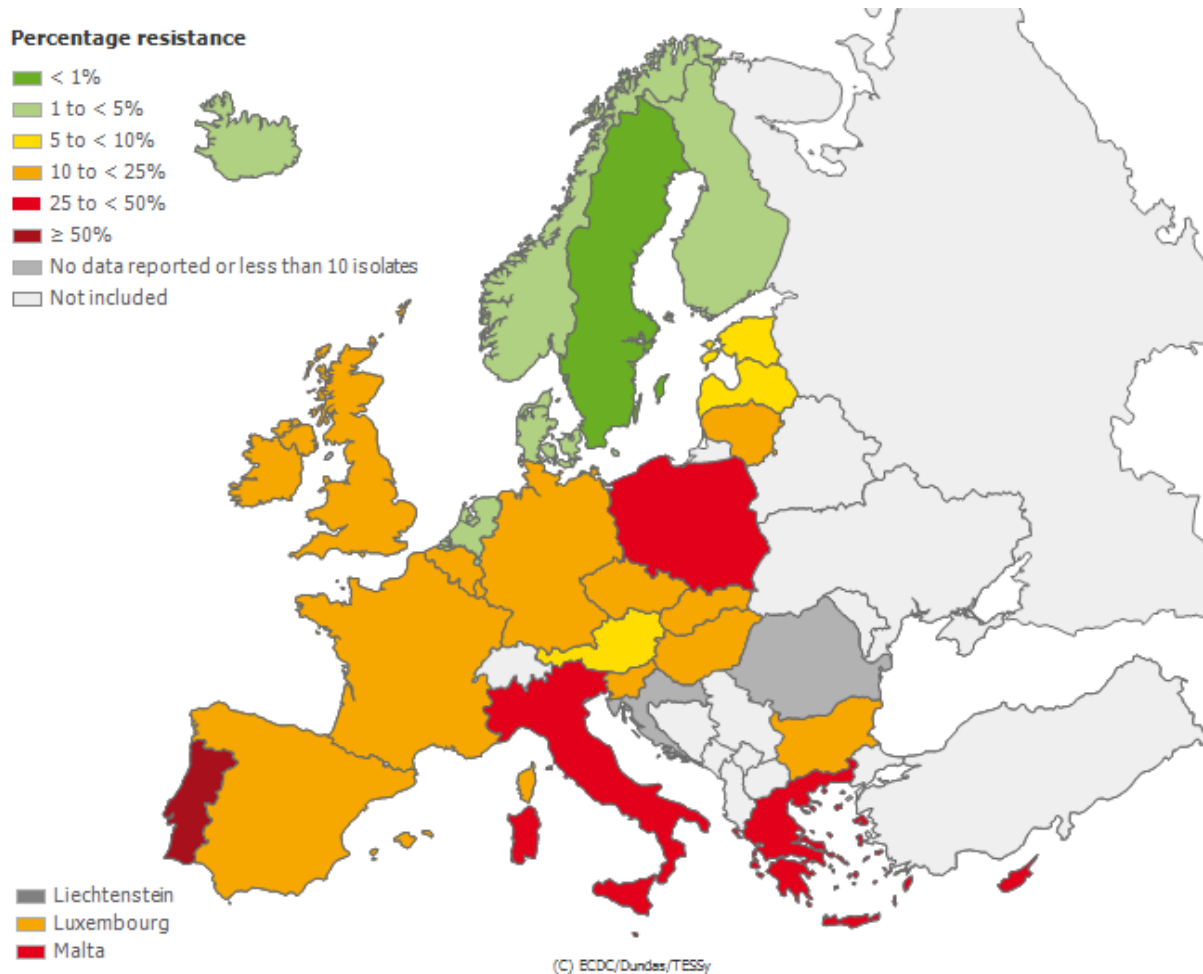 Percentage resistance
< 1%
1 to < 5%
5 to < 10%
10 to < 25%
25 to < 50%
≥ 50%
No data reported or less than 10 isolates
Not included
Liechtenstein
Luxembourg
Malta
(C) ECDC/Dundas/TESSy